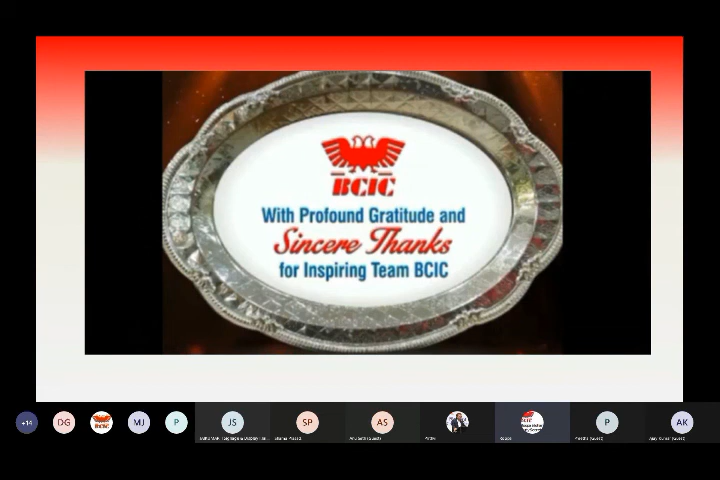 BCIC
With Profound Gratitude and
Sincere Thanks
for Inspiring Team BCIC
+14
DG
MJ
P
JS
SP
AS
P
AK